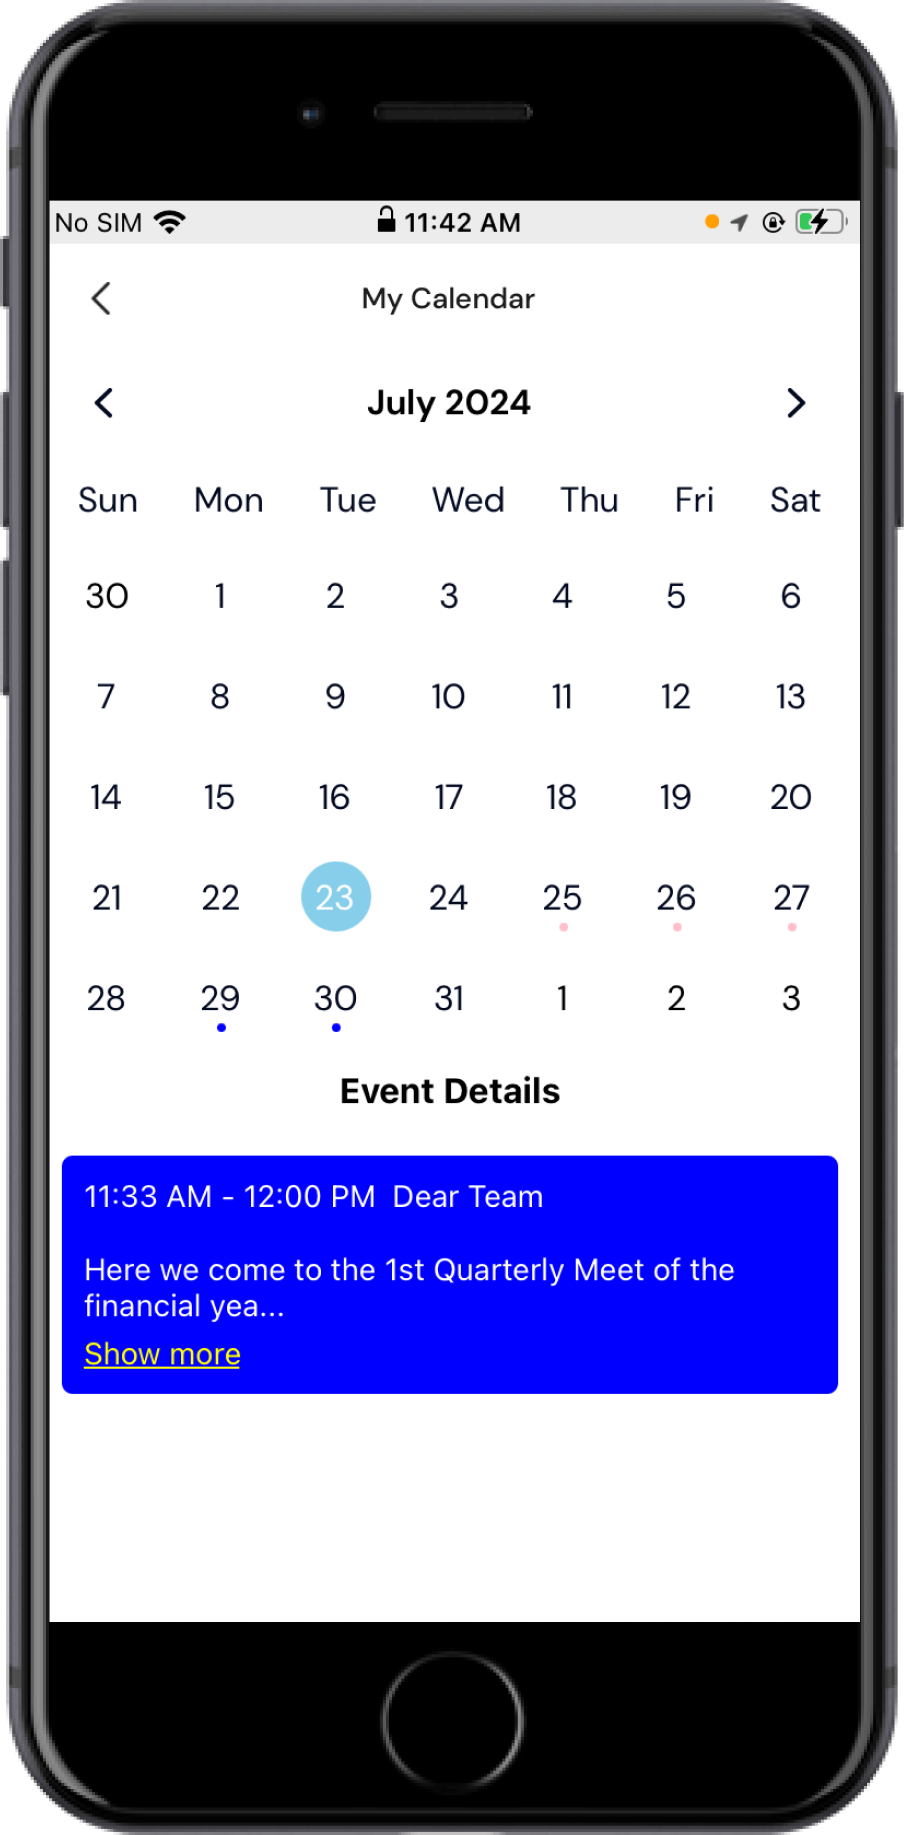 No SIM 11:42 AM
My Calendar
July 2024
Sun Mon Tue Wed Thu Fri Sat
30 1 2 3 4 5 6
7 8 9 10 11 12 13
14 15 16 17 18 19 20
21 22 23 24 25 26 27
28 29 30 31 1 2 3
Event Details
11:33 AM - 12:00 PM Dear Team
Here we come to the 1st Quarterly Meet of the
financial yea...
Show more